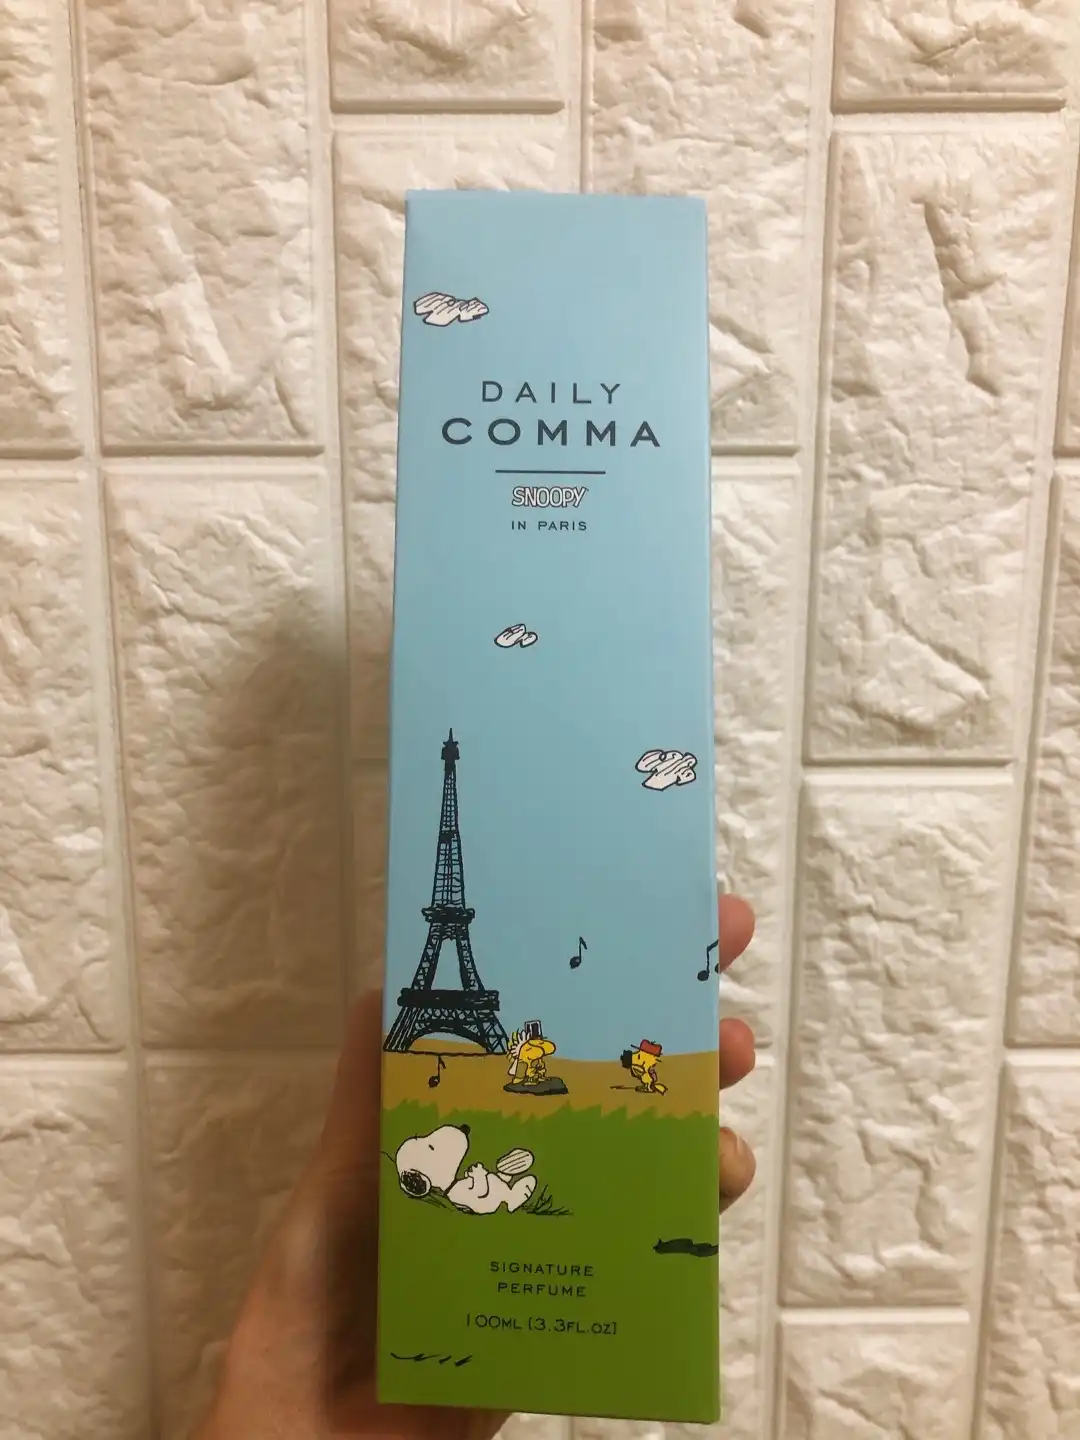 DAILY
COMMA
SNOOPY
IN PARIS
SIGNATURE
PERFUME
100ML [3.3FL.OZ]